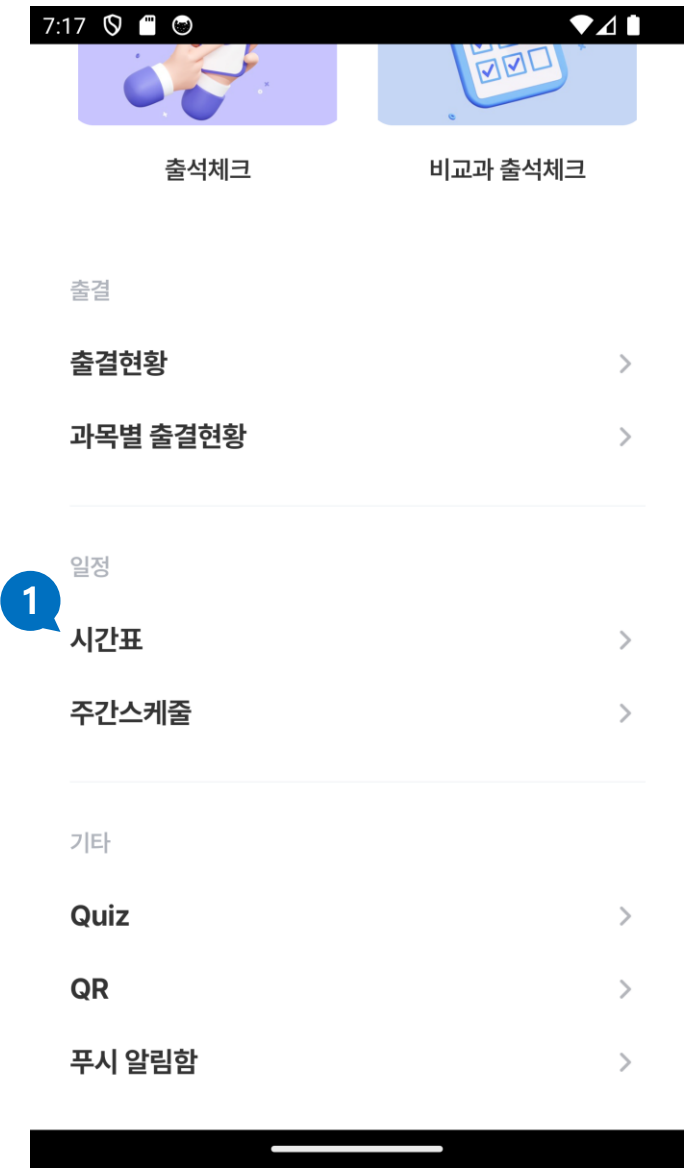 7:17
출석체크
비교과 출석체크
출결
출결현황
과목별 출결현황
일정
1
시간표
주간스케줄
기타
Quiz
QR
푸시 알림함